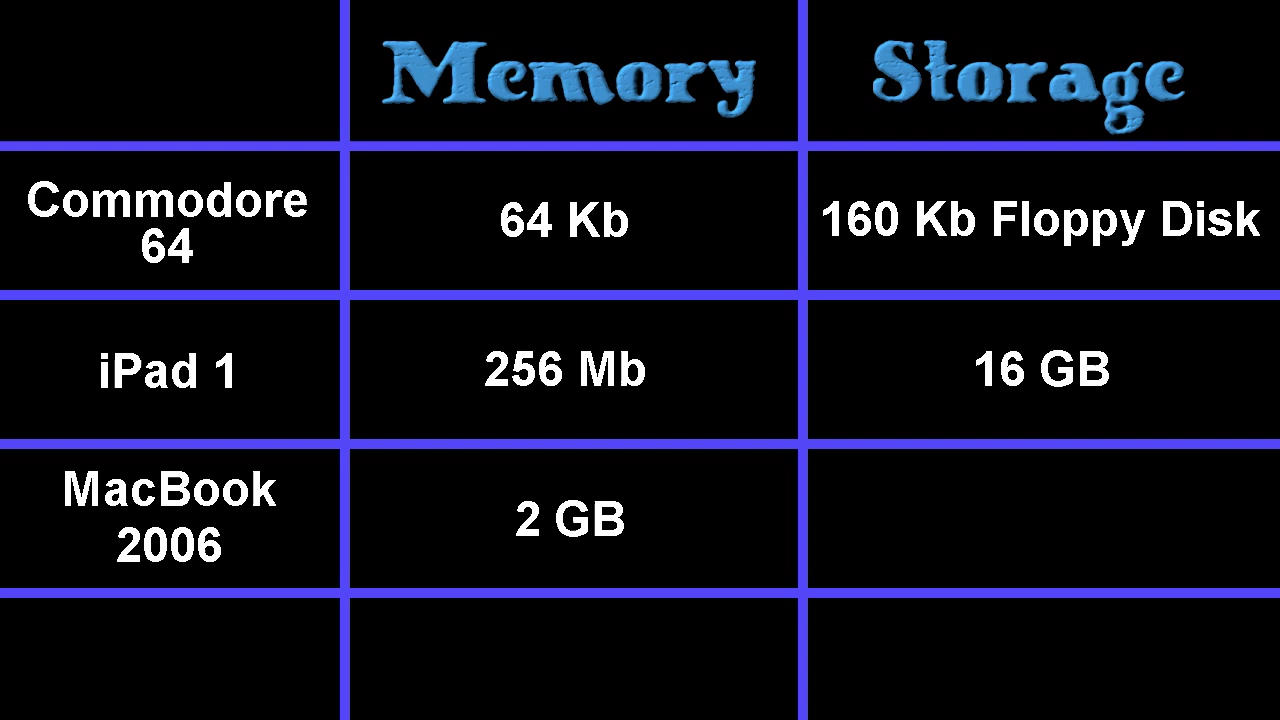 Memory Storage
Commodore
64
64 Kb
160 Kb Floppy Disk
iPad 1
256 Mb
16 GB
MacBook
2006
2 GB